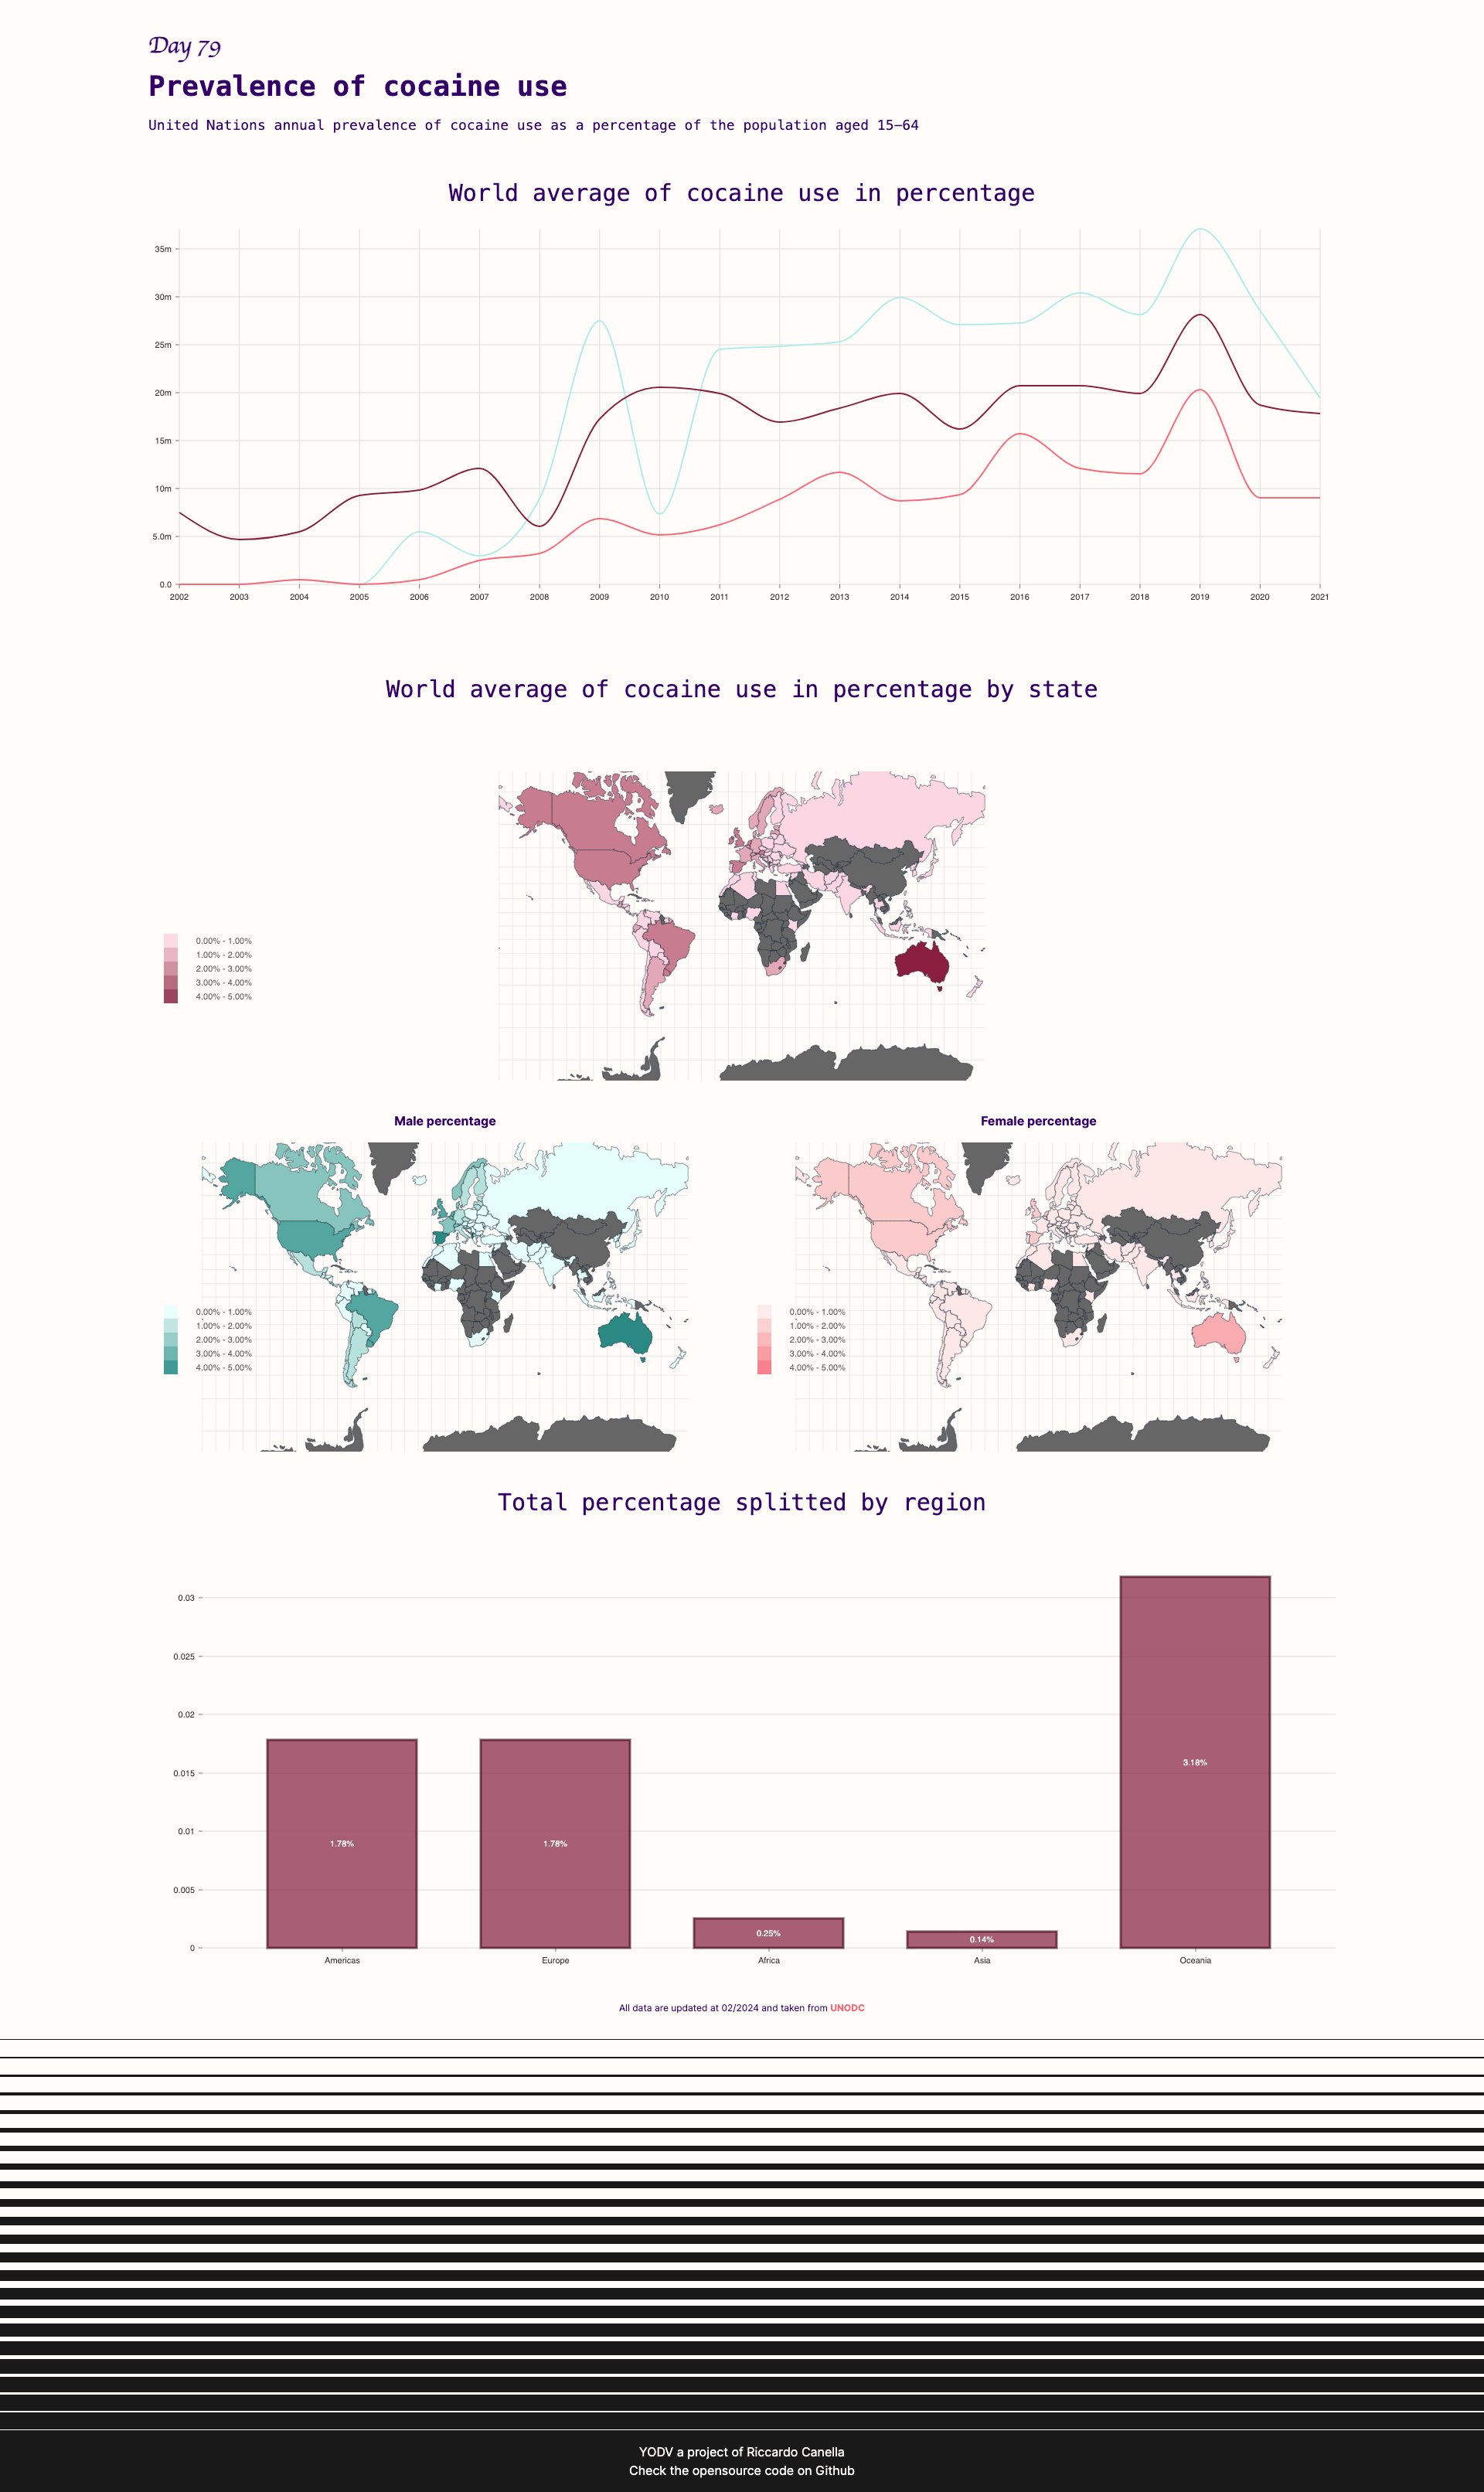 Day 79
Prevalence of cocaine use
United Nations annual prevalence of cocaine use as a percentage of the population aged 15–64
World average of cocaine use in percentage
35m
30m
25m
20m
15m
10m
5.0m
0.0
2002 2003 2004 2005 2006 2007 2008 2009 2010 2011 2012 2013 2014 2015 2016 2017 2018 2019 2020 2021
World average of cocaine use in percentage by state
0.00% - 1.00%
1.00% - 2.00%
2.00% - 3.00%
3.00% - 4.00%
4.00% - 5.00%
Male percentage
0.00% - 1.00%
1.00% - 2.00%
2.00% - 3.00%
3.00% - 4.00%
4.00% - 5.00%
Female percentage
0.00% - 1.00%
1.00% - 2.00%
2.00% - 3.00%
3.00% - 4.00%
4.00% - 5.00%
Total percentage splitted by region
0.03
0.025
0.02
0.015
0.01
0.005
0
1.78% 1.78% 0.25% 0.14% 3.18%
Americas Europe Africa Asia Oceania
All data are updated at 02/2024 and taken from UNODC
YODV a project of Riccardo Canella
Check the opensource code on Github